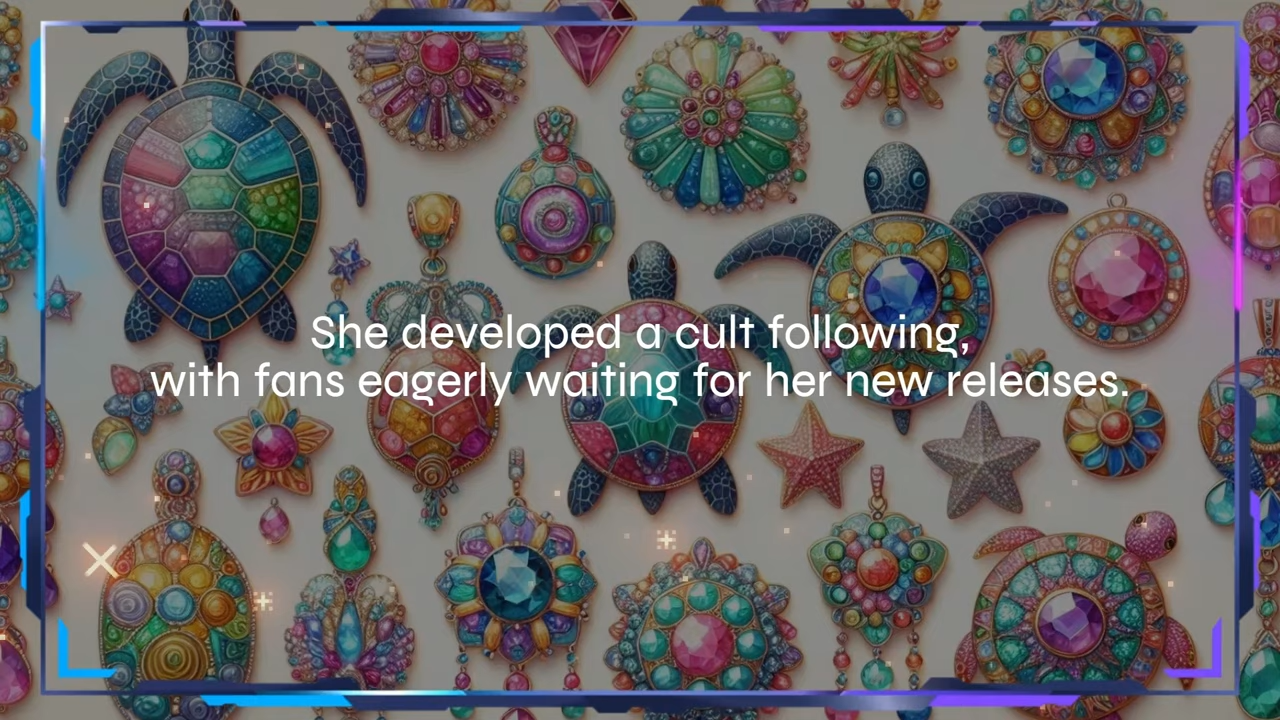 She developed a cult following,
with fans eagerly waiting for her new releases.